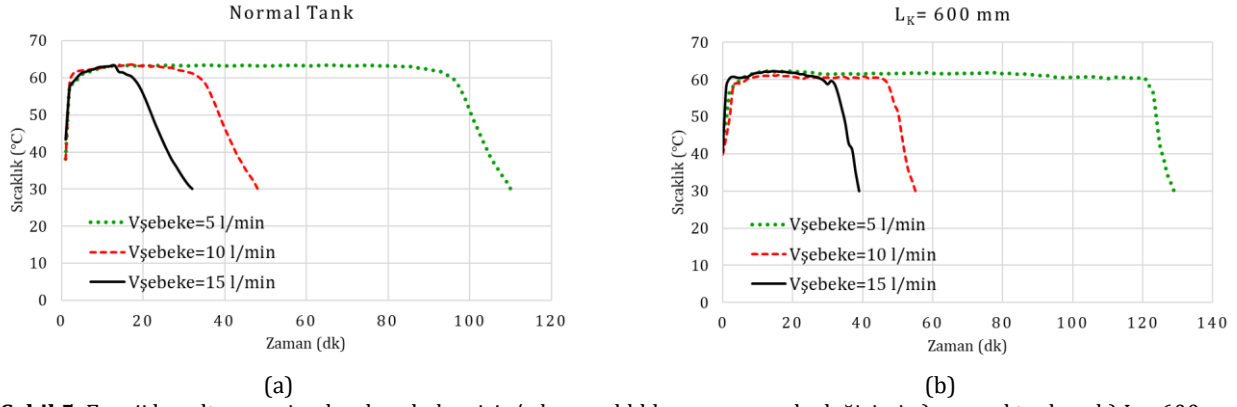 Normal Tank
70
60
50
40
30
20
10
0
Sıcaklık (°C)
Vşebeke=5 l/min
Vşebeke=10 l/min
Vşebeke=15 l/min
0 20 40 60 80 100 120
Zaman (dk)
(a)
L_K= 600 mm
70
60
50
40
30
20
10
0
Sıcaklık (°C)
Vşebeke=5 l/min
Vşebeke=10 l/min
Vşebeke=15 l/min
0 20 40 60 80 100 120 140
Zaman (dk)
(b)